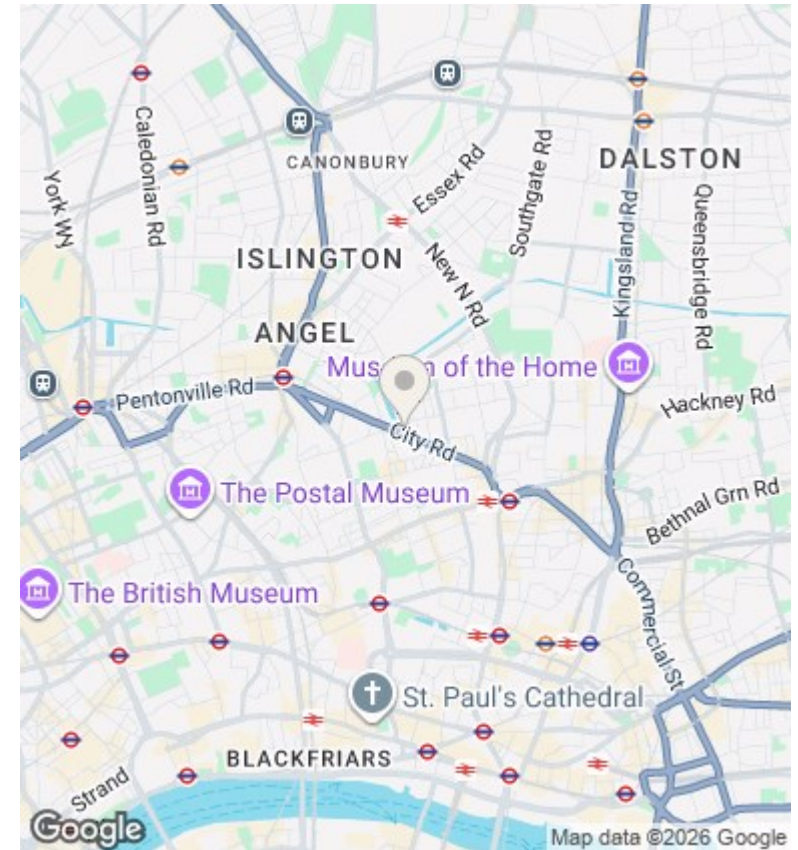 CANONBURY
Essex Rd
Southgate Rd
DALSTON
Caledonian Rd
York W
Queensbridge Rd
Kingsland Rd
ISLINGTON
New N Rd
ANGEL
Museum of the Home
Pentonville Rd
City Rd
Hackney Rd
The Postal Museum
Bethnal Grn Rd
The British Museum
Commercial St
St. Paul's Cathedral
BLACKFRIARS
Strand
Google
Map data ©2026 Google